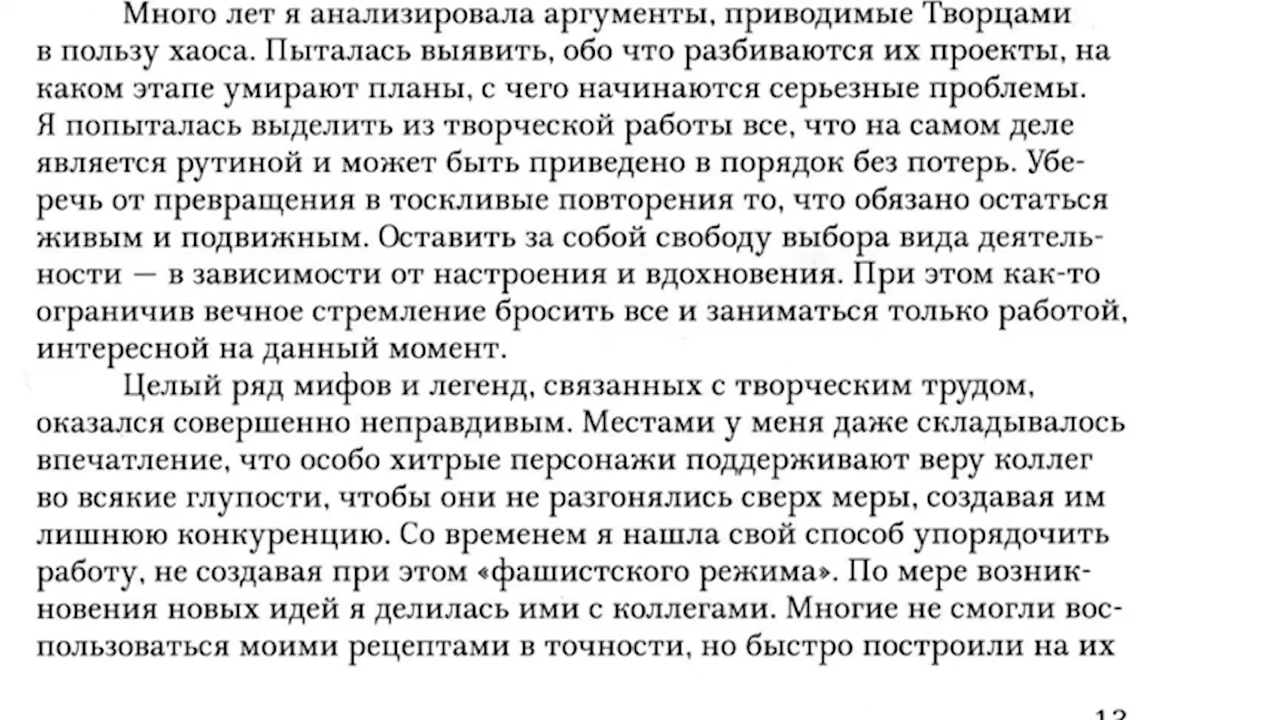 Много лет я анализировала аргументы, приводимые Творцами
в пользу хаоса. Пыталась выявить, обо что разбиваются их проекты, на
каком этапе умирают планы, с чего начинаются серьезные проблемы.
Я попыталась выделить из творческой работы все, что на самом деле
является рутиной и может быть приведено в порядок без потерь. Убе-
речь от превращения в тоскливые повторения то, что обязано остаться
живым и подвижным. Оставить за собой свободу выбора вида деятель-
ности — в зависимости от настроения и вдохновения. При этом как-то
ограничив вечное стремление бросить все и заниматься только работой,
интересной на данный момент.
Целый ряд мифов и легенд, связанных с творческим трудом,
оказался совершенно неправдивым. Местами у меня даже складывалось
впечатление, что особо хитрые персонажи поддерживают веру коллег
во всякие глупости, чтобы они не разгонялись сверх меры, создавая им
лишнюю конкуренцию. Со временем я нашла свой способ упорядочить
работу, не создавая при этом «фашистского режима». По мере возник-
новения новых идей я делилась ими с коллегами. Многие не смогли вос-
пользоваться моими рецептами в точности, но быстро построили на их